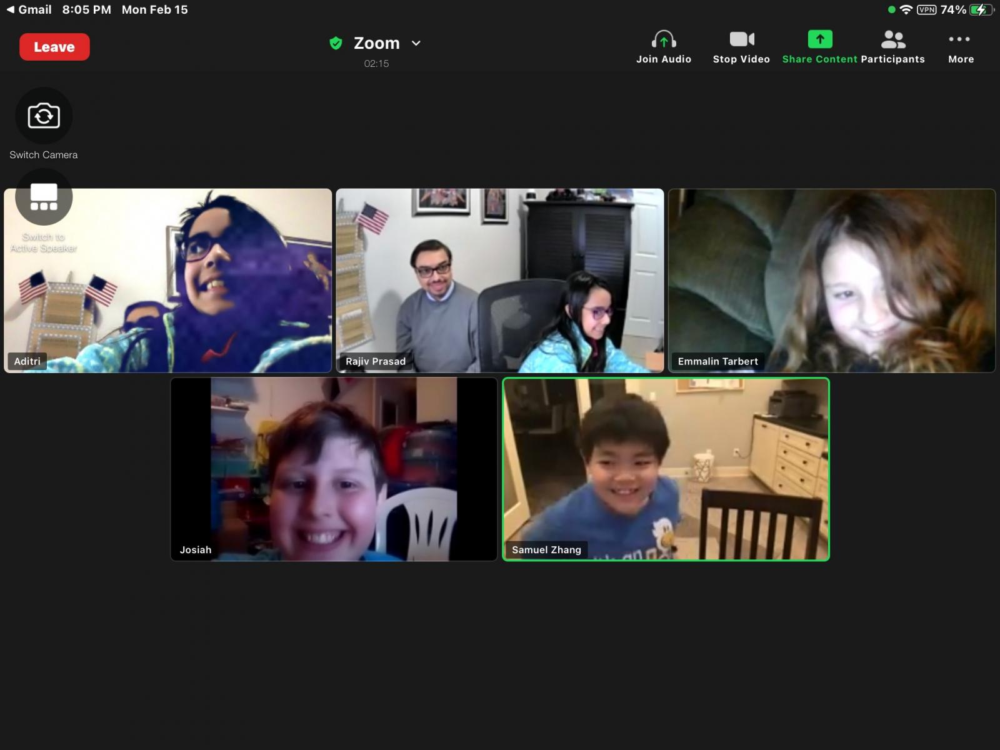 Gmail 8:05 PM Mon Feb 15
VPN 74%
Leave
Zoom
02:15
Join Audio
Stop Video
Share Content
Participants
More
Switch Camera
Switch to
Active Speaker
Aditri
Rajiv Prasad
Emmalin Tarbert
Josiah
Samuel Zhang